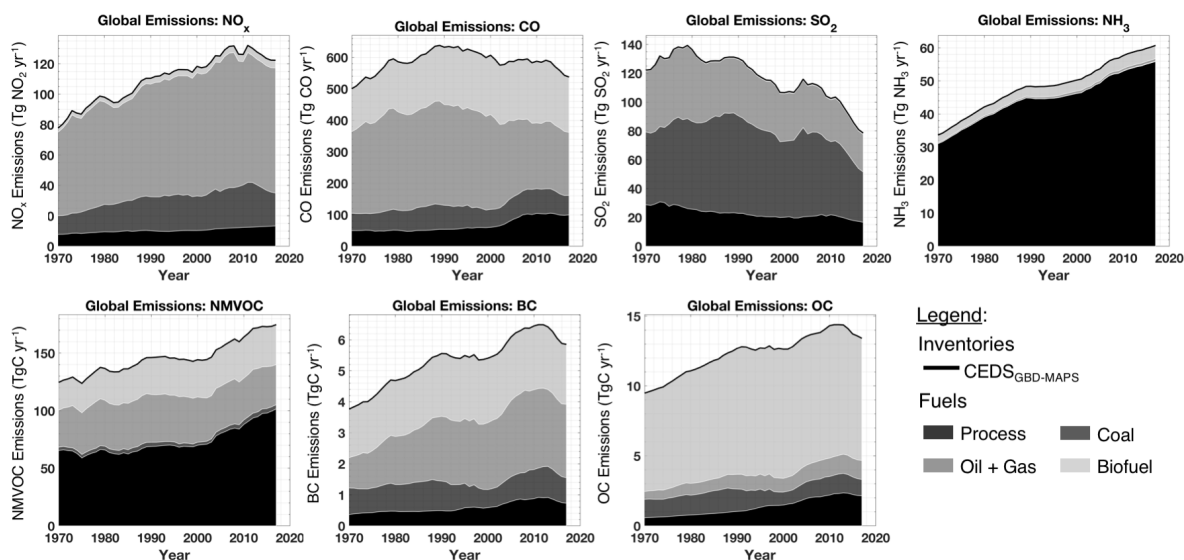 Global Emissions: NOx
NOx Emissions (Tg NO2 yr-1)
120
100
80
60
40
0
0
1970 1980 1990 2000 2010 2020
Year
Global Emissions: CO
CO Emissions (Tg CO yr-1)
600
500
400
300
200
100
0
1970 1980 1990 2000 2010 2020
Year
Global Emissions: SO2
SO2 Emissions (Tg SO2 yr-1)
140
120
100
80
60
40
20
0
1970 1980 1990 2000 2010 2020
Year
Global Emissions: NH3
NH3 Emissions (Tg NH3 yr-1)
60
50
40
30
20
10
0
1970 1980 1990 2000 2010 2020
Year
Global Emissions: NMVOC
NMVOC Emissions (TgC yr-1)
150
100
50
0
1970 1980 1990 2000 2010 2020
Year
Global Emissions: BC
BC Emissions (TgC yr-1)
6
5
4
3
2
1
0
1970 1980 1990 2000 2010 2020
Year
Global Emissions: OC
OC Emissions (TgC yr-1)
15
10
5
0
1970 1980 1990 2000 2010 2020
Year
Legend:
Inventories
CEDSGBD-MAPS
Fuels
Process Coal
Oil + Gas Biofuel